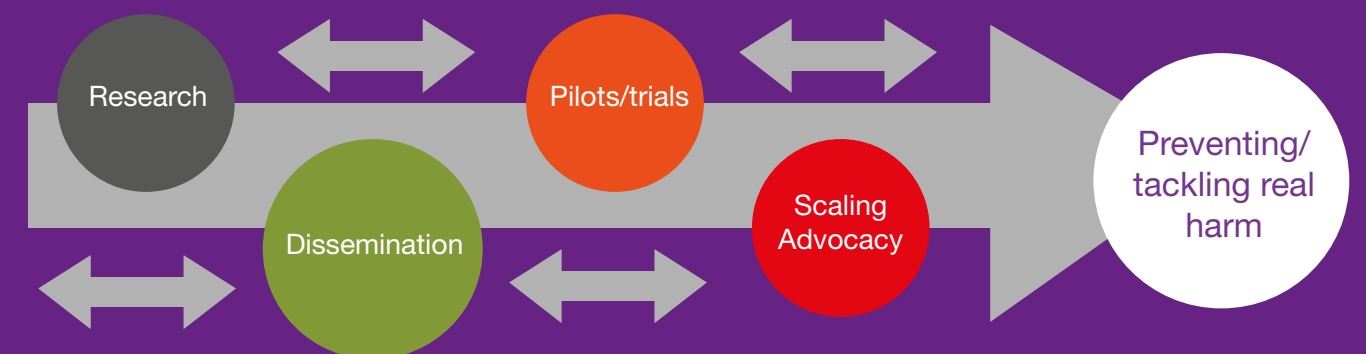 Research
Dissemination
Pilots/trials
Scaling
Advocacy
Preventing/
tackling real
harm